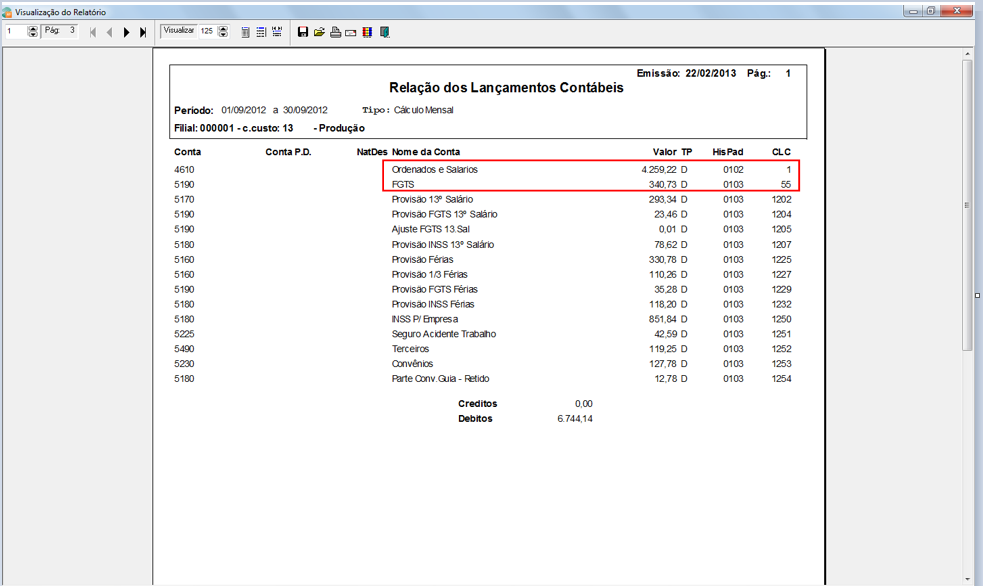 Visualização do Relatório
1 Pág: 3 Visualizar 125
Emissão: 22/02/2013 Pág.: 1
Relação dos Lançamentos Contábeis
Período: 01/09/2012 a 30/09/2012 Tipo: Cálculo Mensal
Filial: 000001 - c.custo: 13 - Produção
Conta Conta P.D. NatDes Nome da Conta Valor TP HisPad CLC
4610 Ordenados e Salarios 4.259,22 D 0102 1
5190 FGTS 340,73 D 0103 55
5170 Provisão 13º Salário 293,34 D 0103 1202
5190 Provisão FGTS 13º Salário 23,46 D 0103 1204
5190 Ajuste FGTS 13.Sal 0,01 D 0103 1205
5180 Provisão INSS 13º Salário 78,62 D 0103 1207
5160 Provisão Férias 330,78 D 0103 1225
5160 Provisão 1/3 Férias 110,26 D 0103 1227
5190 Provisão FGTS Férias 35,28 D 0103 1229
5180 Provisão INSS Férias 118,20 D 0103 1232
5180 INSS P/ Empresa 851,84 D 0103 1250
5225 Seguro Acidente Trabalho 42,59 D 0103 1251
5490 Terceiros 119,25 D 0103 1252
5230 Convênios 127,78 D 0103 1253
5180 Parte Conv.Guia - Retido 12,78 D 0103 1254
Creditos 0,00
Debitos 6.744,14